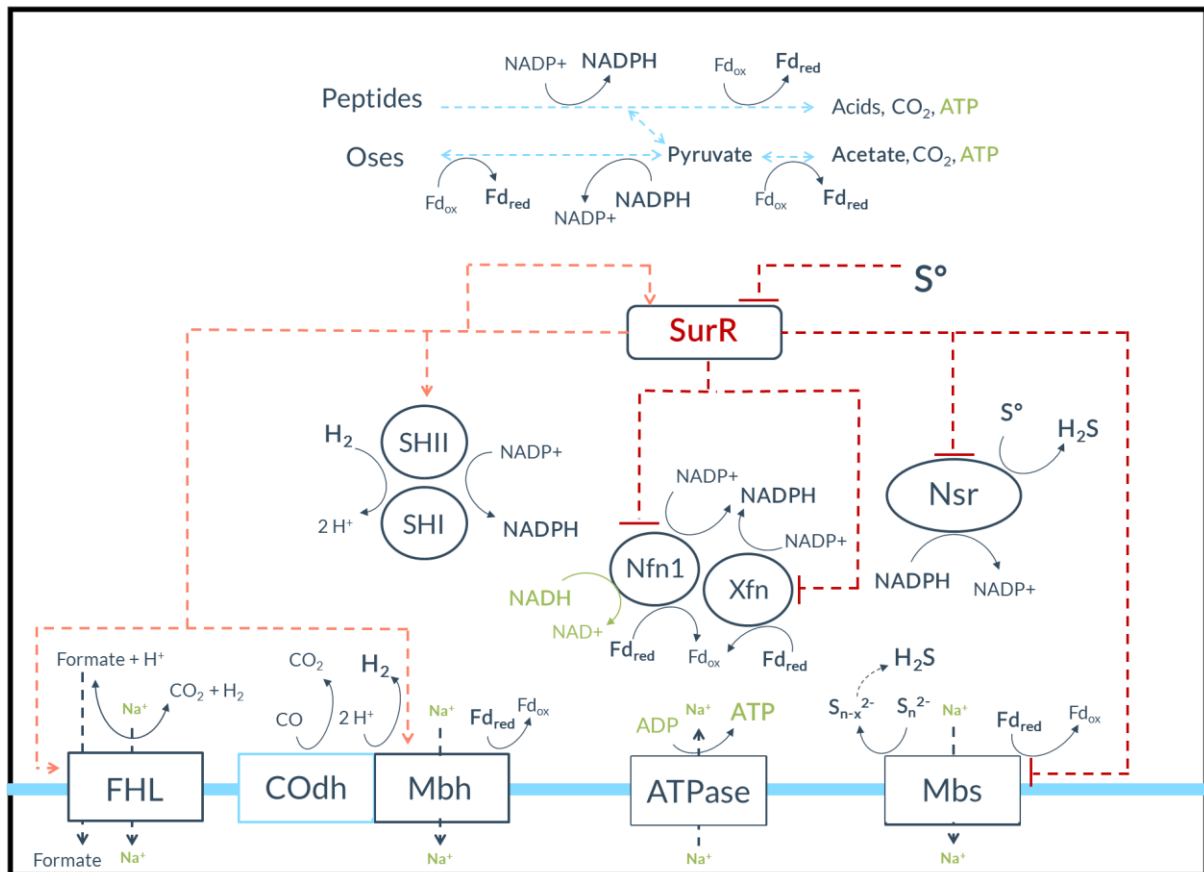 NADP+ NADPH Fdox Fdred
Peptides Acids, CO2, ATP
Oses Pyruvate Acetate, CO2, ATP
Fdox Fdred NADP+ NADPH Fdox Fdred
S°
SurR
H2 SHII NADP+
2 H+ SHI NADPH
S° H2S
Nsr
NADPH NADP+
NADP+ NADPH
NADP+
Nfn1 Xfn
NADH
NAD+
Fdred Fdox Fdred
Formate + H+ CO2 + H2
Na+
CO2 H2
CO 2 H+ Na+ Fdred Fdox
ADP Na+ ATP
H2S
Sn-x2- Sn2- Na+ Fdred Fdox
FHL COdh Mbh ATPase Mbs
Formate Na+ Na+ Na+ Na+